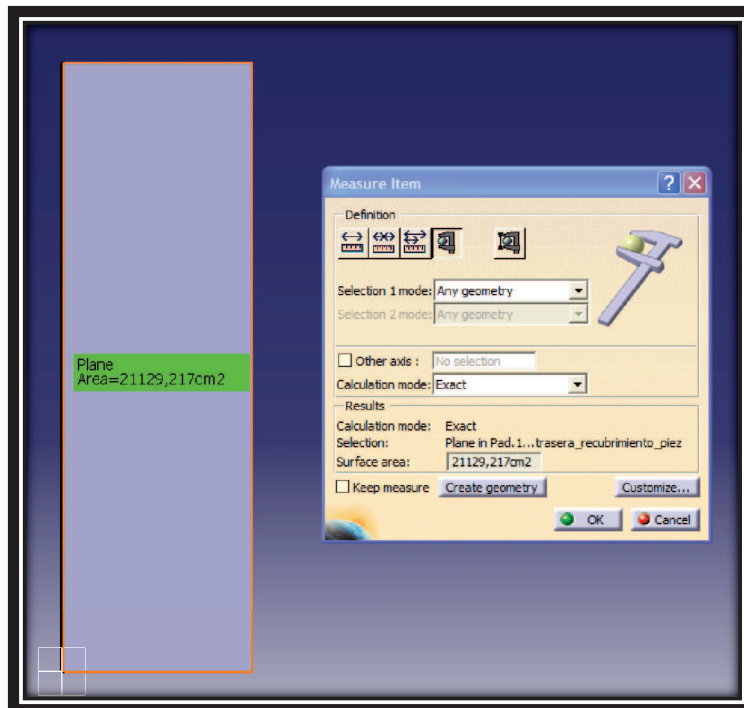 Plane
Area=21129,217cm2
Measure Item
Definition
Selection 1 mode: Any geometry
Selection 2 mode: Any geometry
Other axis : No selection
Calculation mode: Exact
Results
Calculation mode: Exact
Selection: Plane in Pad.1...trasera_recubrimiento_piez
Surface area: 21129,217cm2
Keep measure Create geometry Customize...
OK Cancel